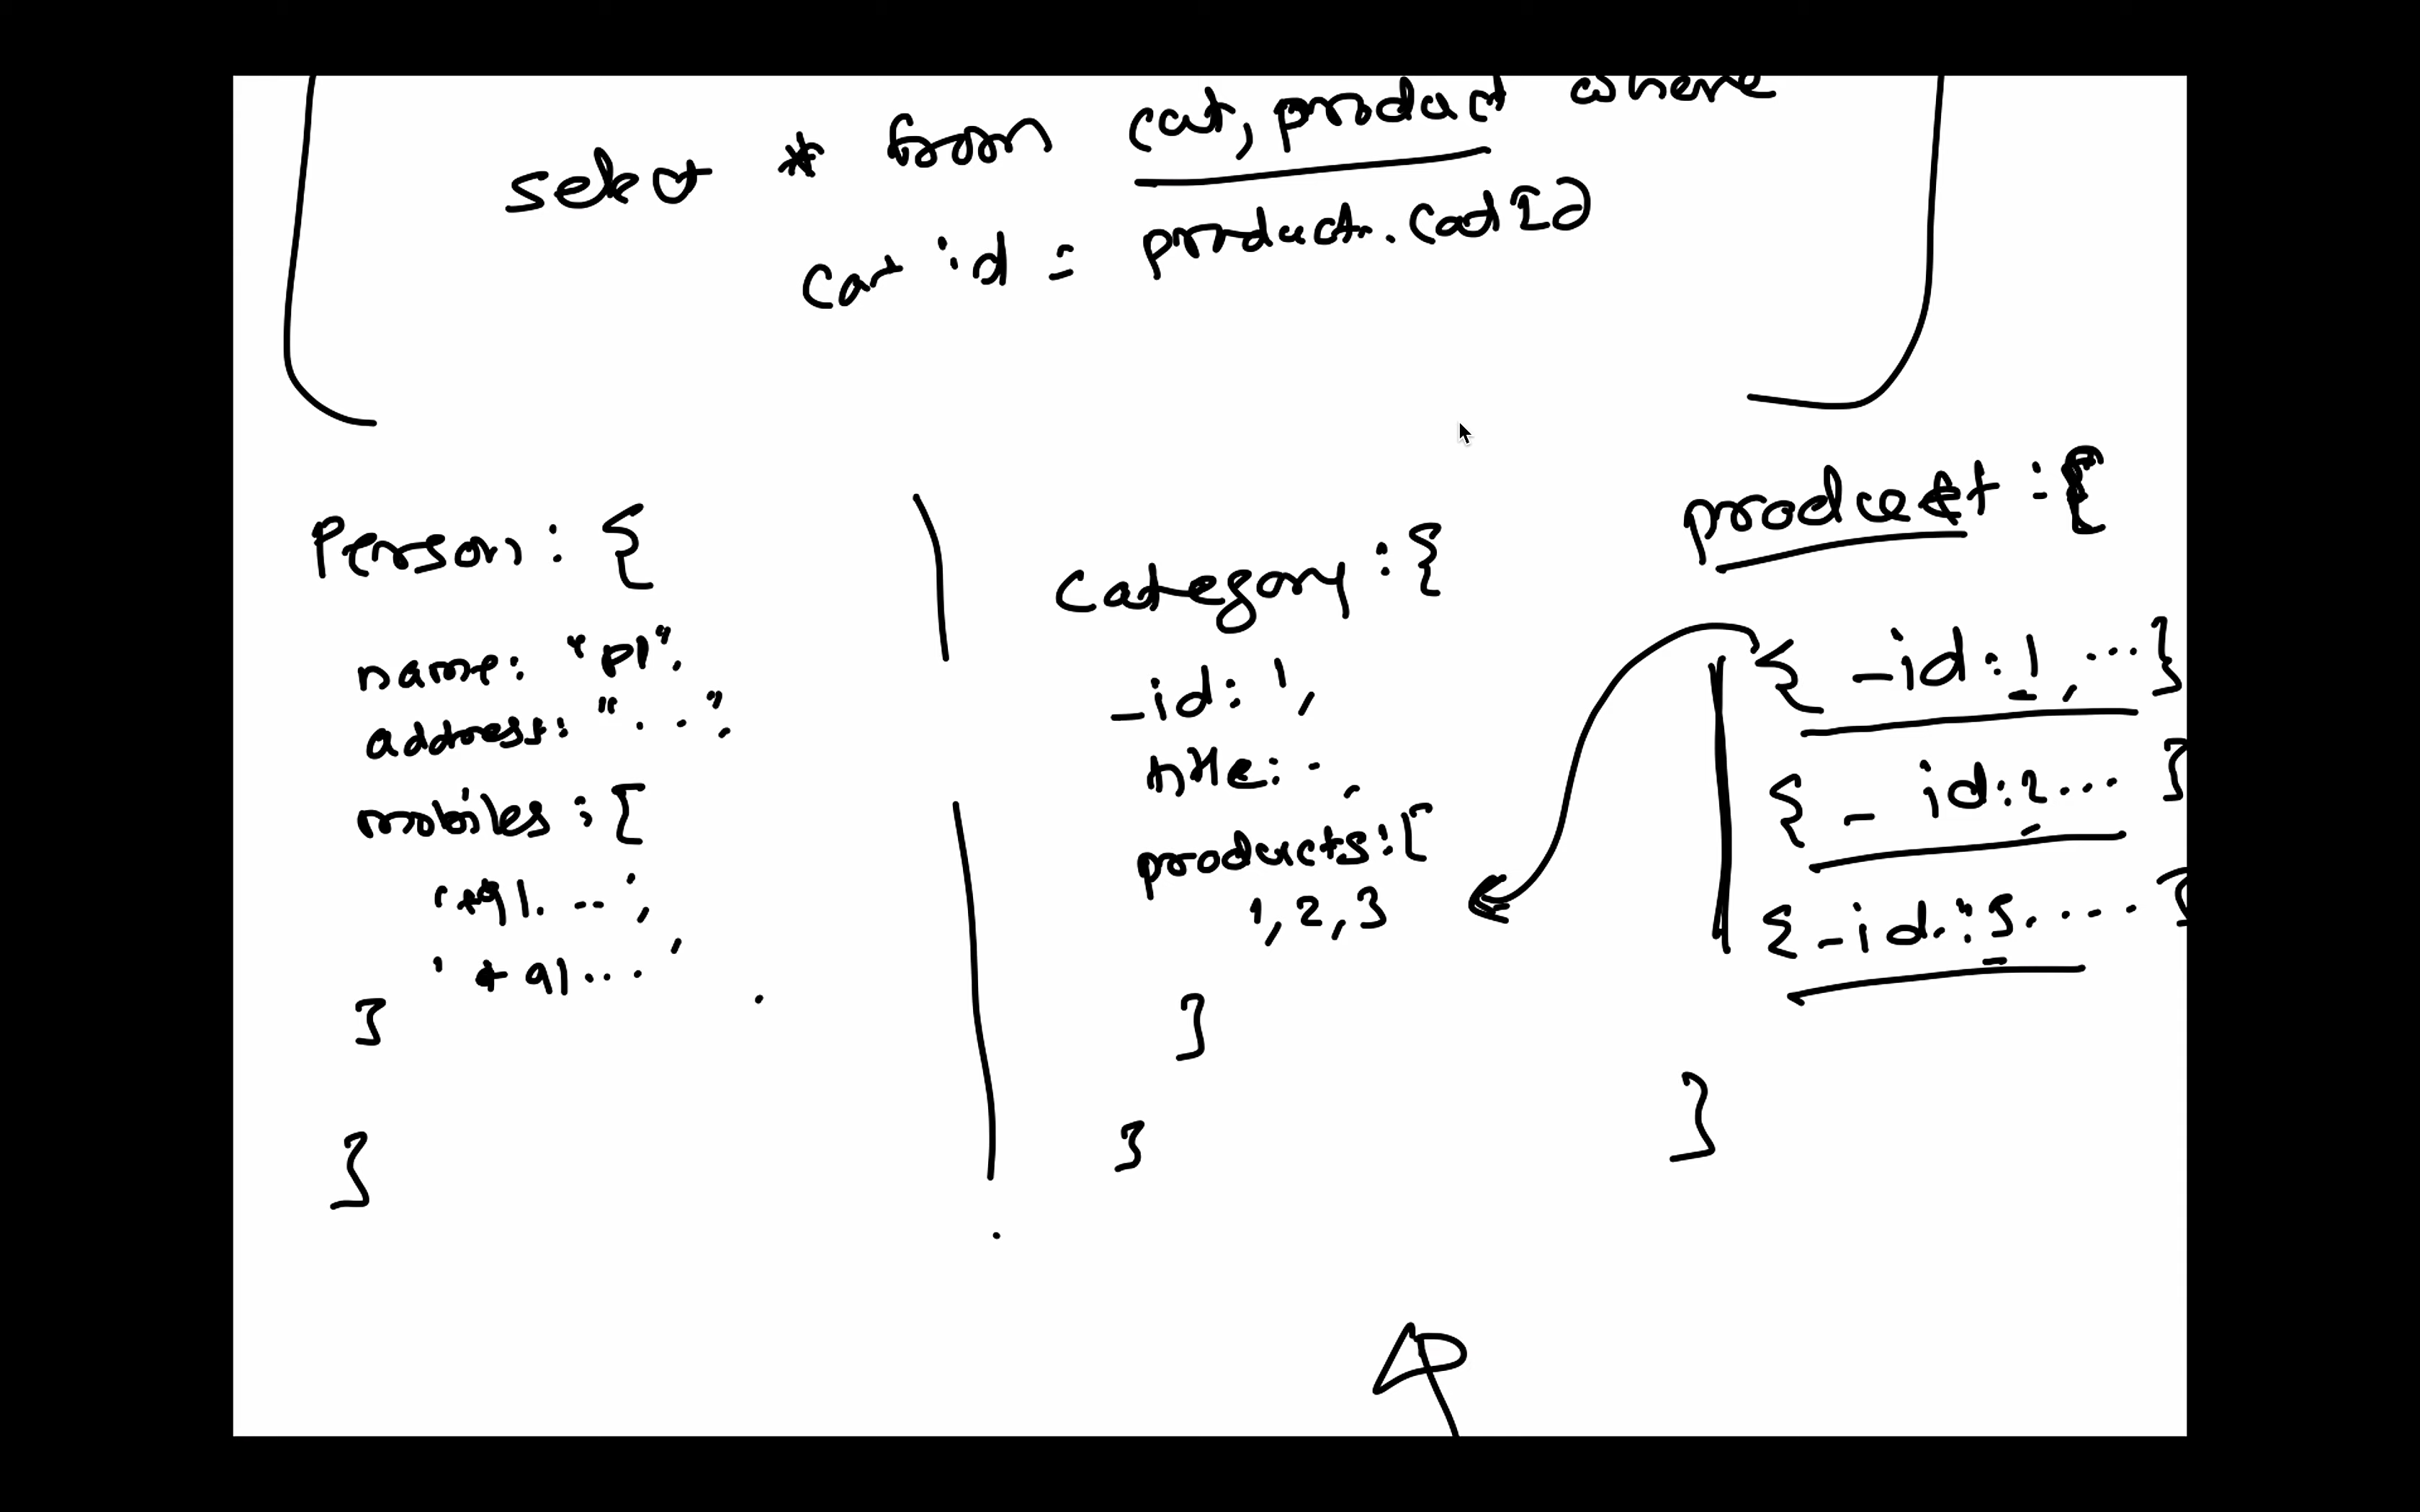 select * from cat, product where
cat.id = product.catId
Person : {
name: "P1",
address: "...",
mobiles : [
'+91. --',
'+91...'
]
}
category : {
_id: 1,
title: -,
products: [
1, 2, 3
]
}
product : [
{ _id: 1, ... }
{ _id: 2... }
{ _id: ....}
]